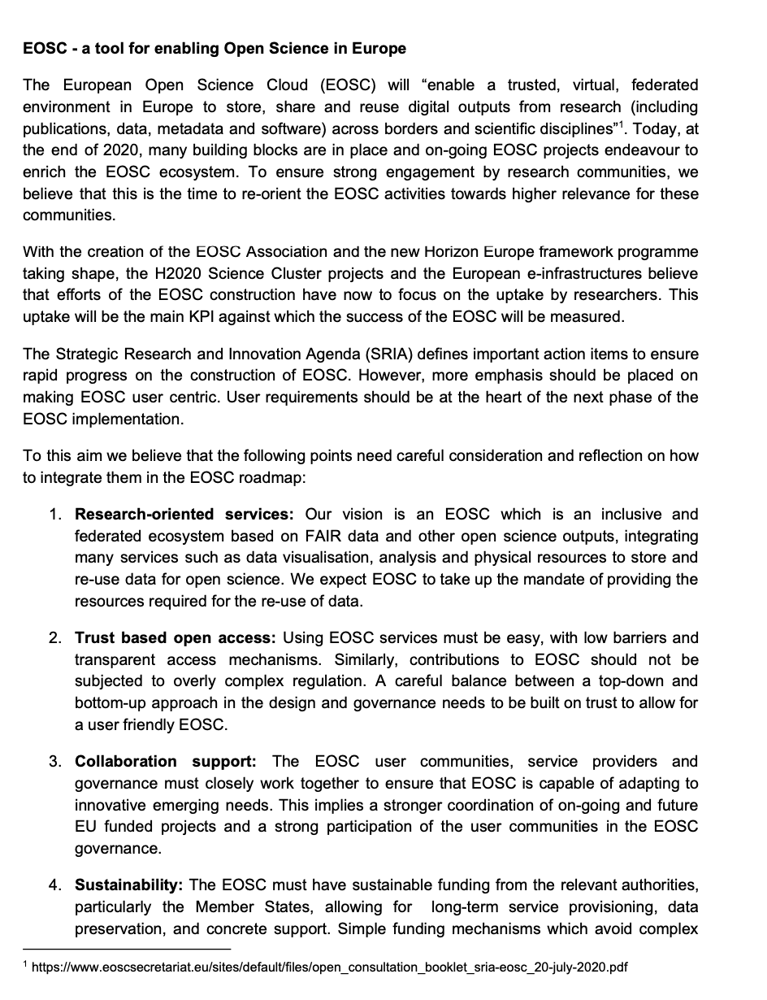 EOSC - a tool for enabling Open Science in Europe
The European Open Science Cloud (EOSC) will “enable a trusted, virtual, federated
environment in Europe to store, share and reuse digital outputs from research (including
publications, data, metadata and software) across borders and scientific disciplines”¹. Today, at
the end of 2020, many building blocks are in place and on-going EOSC projects endeavour to
enrich the EOSC ecosystem. To ensure strong engagement by research communities, we
believe that this is the time to re-orient the EOSC activities towards higher relevance for these
communities.
With the creation of the EOSC Association and the new Horizon Europe framework programme
taking shape, the H2020 Science Cluster projects and the European e-infrastructures believe
that efforts of the EOSC construction have now to focus on the uptake by researchers. This
uptake will be the main KPI against which the success of the EOSC will be measured.
The Strategic Research and Innovation Agenda (SRIA) defines important action items to ensure
rapid progress on the construction of EOSC. However, more emphasis should be placed on
making EOSC user centric. User requirements should be at the heart of the next phase of the
EOSC implementation.
To this aim we believe that the following points need careful consideration and reflection on how
to integrate them in the EOSC roadmap:
1. Research-oriented services: Our vision is an EOSC which is an inclusive and
federated ecosystem based on FAIR data and other open science outputs, integrating
many services such as data visualisation, analysis and physical resources to store and
re-use data for open science. We expect EOSC to take up the mandate of providing the
resources required for the re-use of data.
2. Trust based open access: Using EOSC services must be easy, with low barriers and
transparent access mechanisms. Similarly, contributions to EOSC should not be
subjected to overly complex regulation. A careful balance between a top-down and
bottom-up approach in the design and governance needs to be built on trust to allow for
a user friendly EOSC.
3. Collaboration support: The EOSC user communities, service providers and
governance must closely work together to ensure that EOSC is capable of adapting to
innovative emerging needs. This implies a stronger coordination of on-going and future
EU funded projects and a strong participation of the user communities in the EOSC
governance.
4. Sustainability: The EOSC must have sustainable funding from the relevant authorities,
particularly the Member States, allowing for long-term service provisioning, data
preservation, and concrete support. Simple funding mechanisms which avoid complex
¹ https://www.eoscsecretariat.eu/sites/default/files/open_consultation_booklet_sria-eosc_20-july-2020.pdf